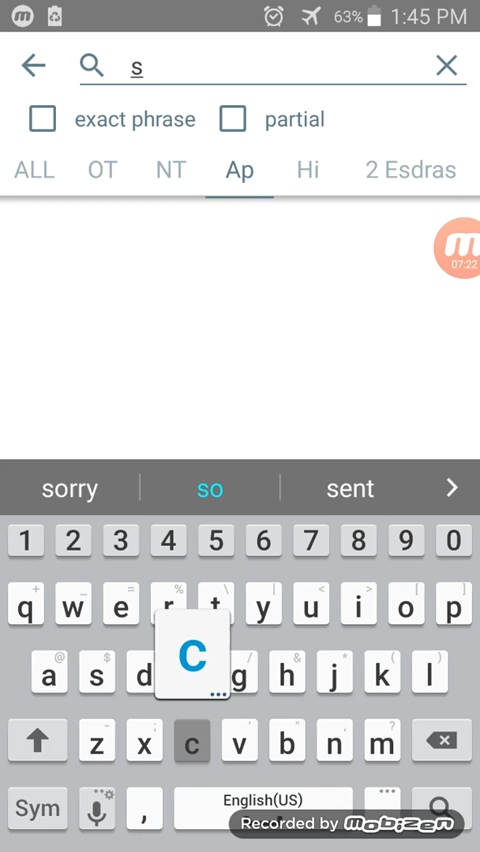 m 63% 1:45 PM
s
exact phrase partial
ALL OT NT Ap Hi 2 Esdras
07:22
sorry so sent
1 2 3 4 5 6 7 8 9 0
q w e r t y u i o p
a s d g h j k l
C
z x c v b n m
Sym , English(US)
Recorded by mobizen